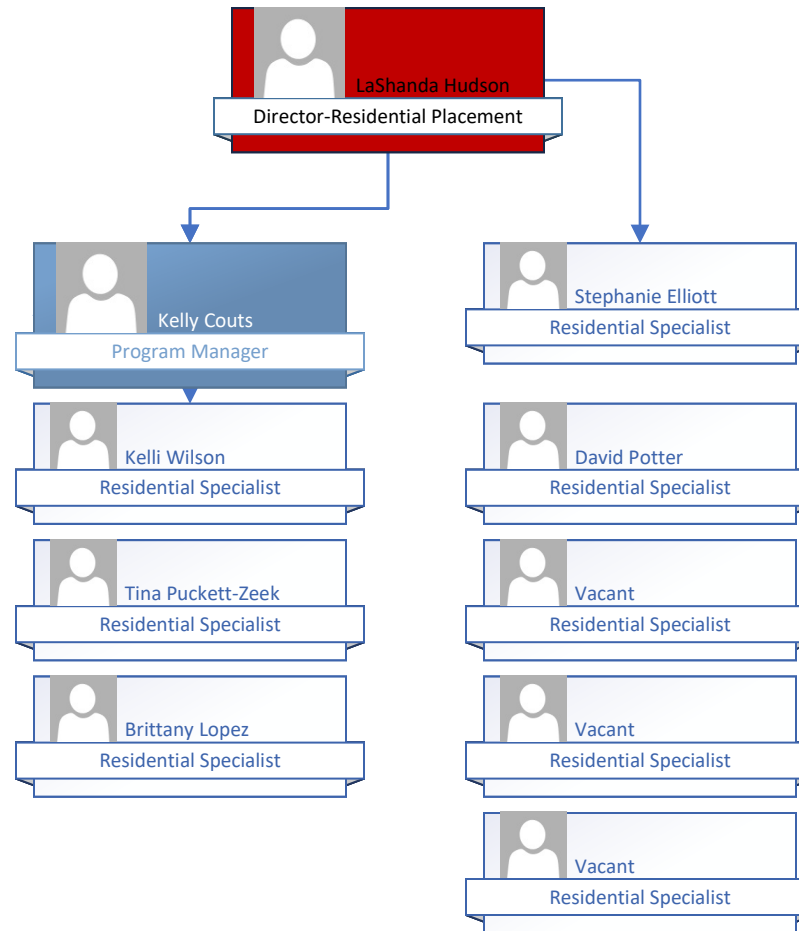 LaShanda Hudson
Director-Residential Placement
Kelly Couts
Program Manager
Kelli Wilson
Residential Specialist
Tina Puckett-Zeek
Residential Specialist
Brittany Lopez
Residential Specialist
Stephanie Elliott
Residential Specialist
David Potter
Residential Specialist
Vacant
Residential Specialist
Vacant
Residential Specialist
Vacant
Residential Specialist